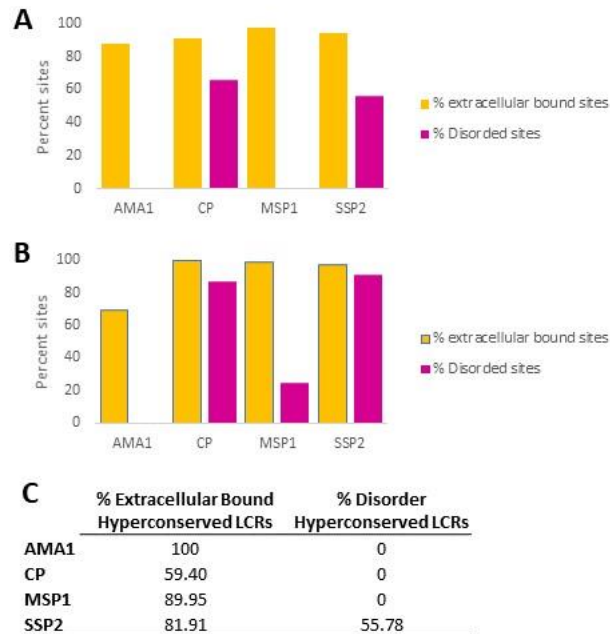 A
100
80
60
40
20
0
Percent sites
AMA1 CP MSP1 SSP2
% extracellular bound sites
% Disorded sites
B
100
80
60
40
20
0
Percent sites
AMA1 CP MSP1 SSP2
% extracellular bound sites
% Disorded sites
C
% Extracellular Bound % Disorder
Hyperconserved LCRs Hyperconserved LCRs
AMA1 100 0
CP 59.40 0
MSP1 89.95 0
SSP2 81.91 55.78